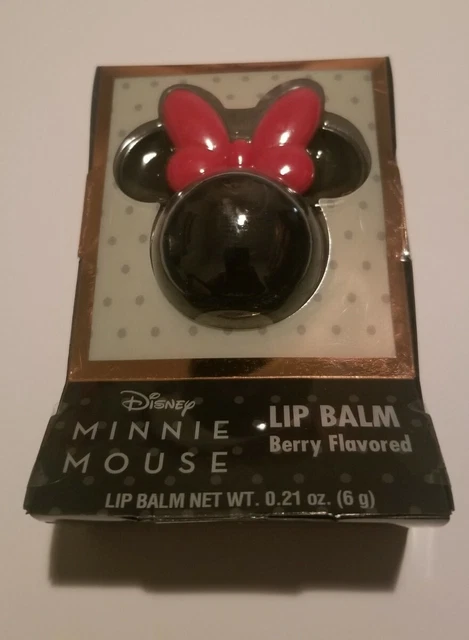 Disney
MINNIE
MOUSE
LIP BALM
Berry Flavored
LIP BALM NET WT. 0.21 oz. (6 g)